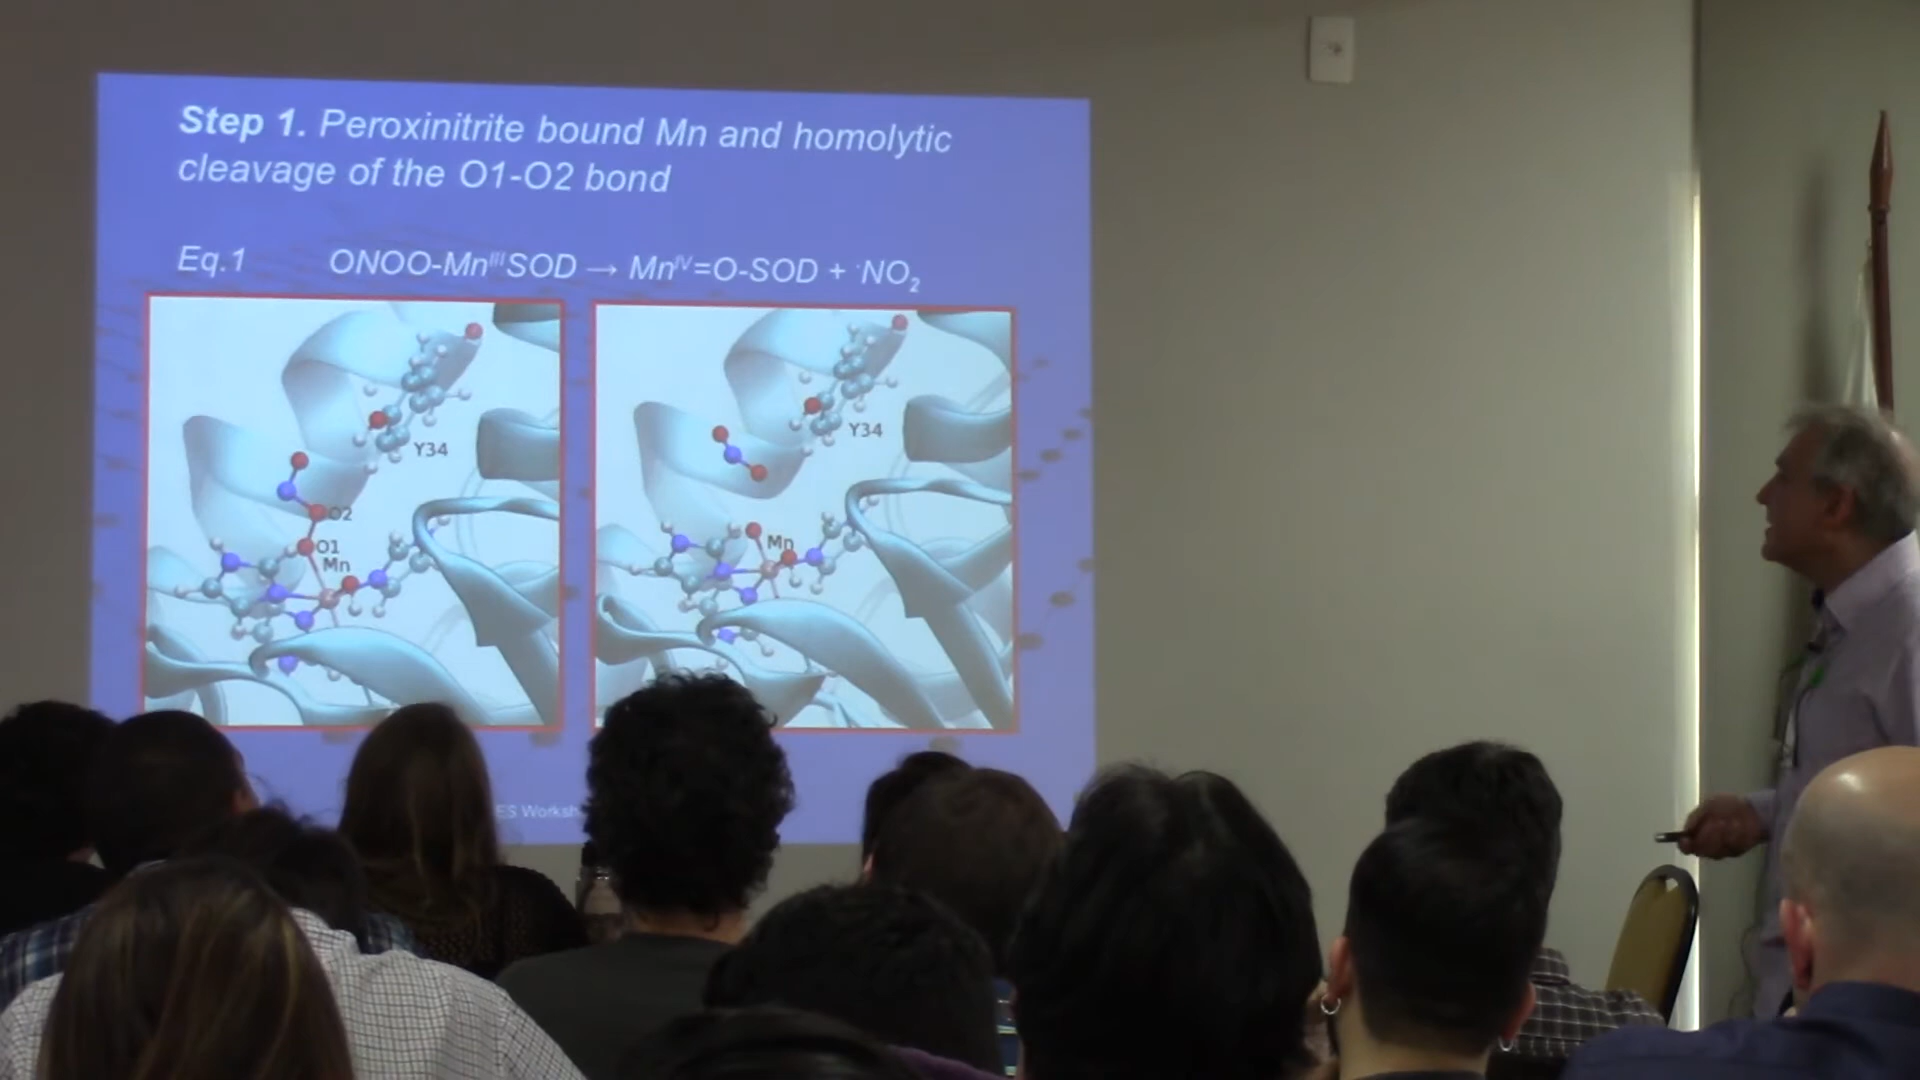 Step 1. Peroxinitrite bound Mn and homolytic
cleavage of the O1-O2 bond
Eq.1 ONOO-MnᴵᴵᴵSOD → Mnᴵⱽ=O-SOD + ·NO₂
Y34
O2
O1
Mn
Y34
Mn
ES